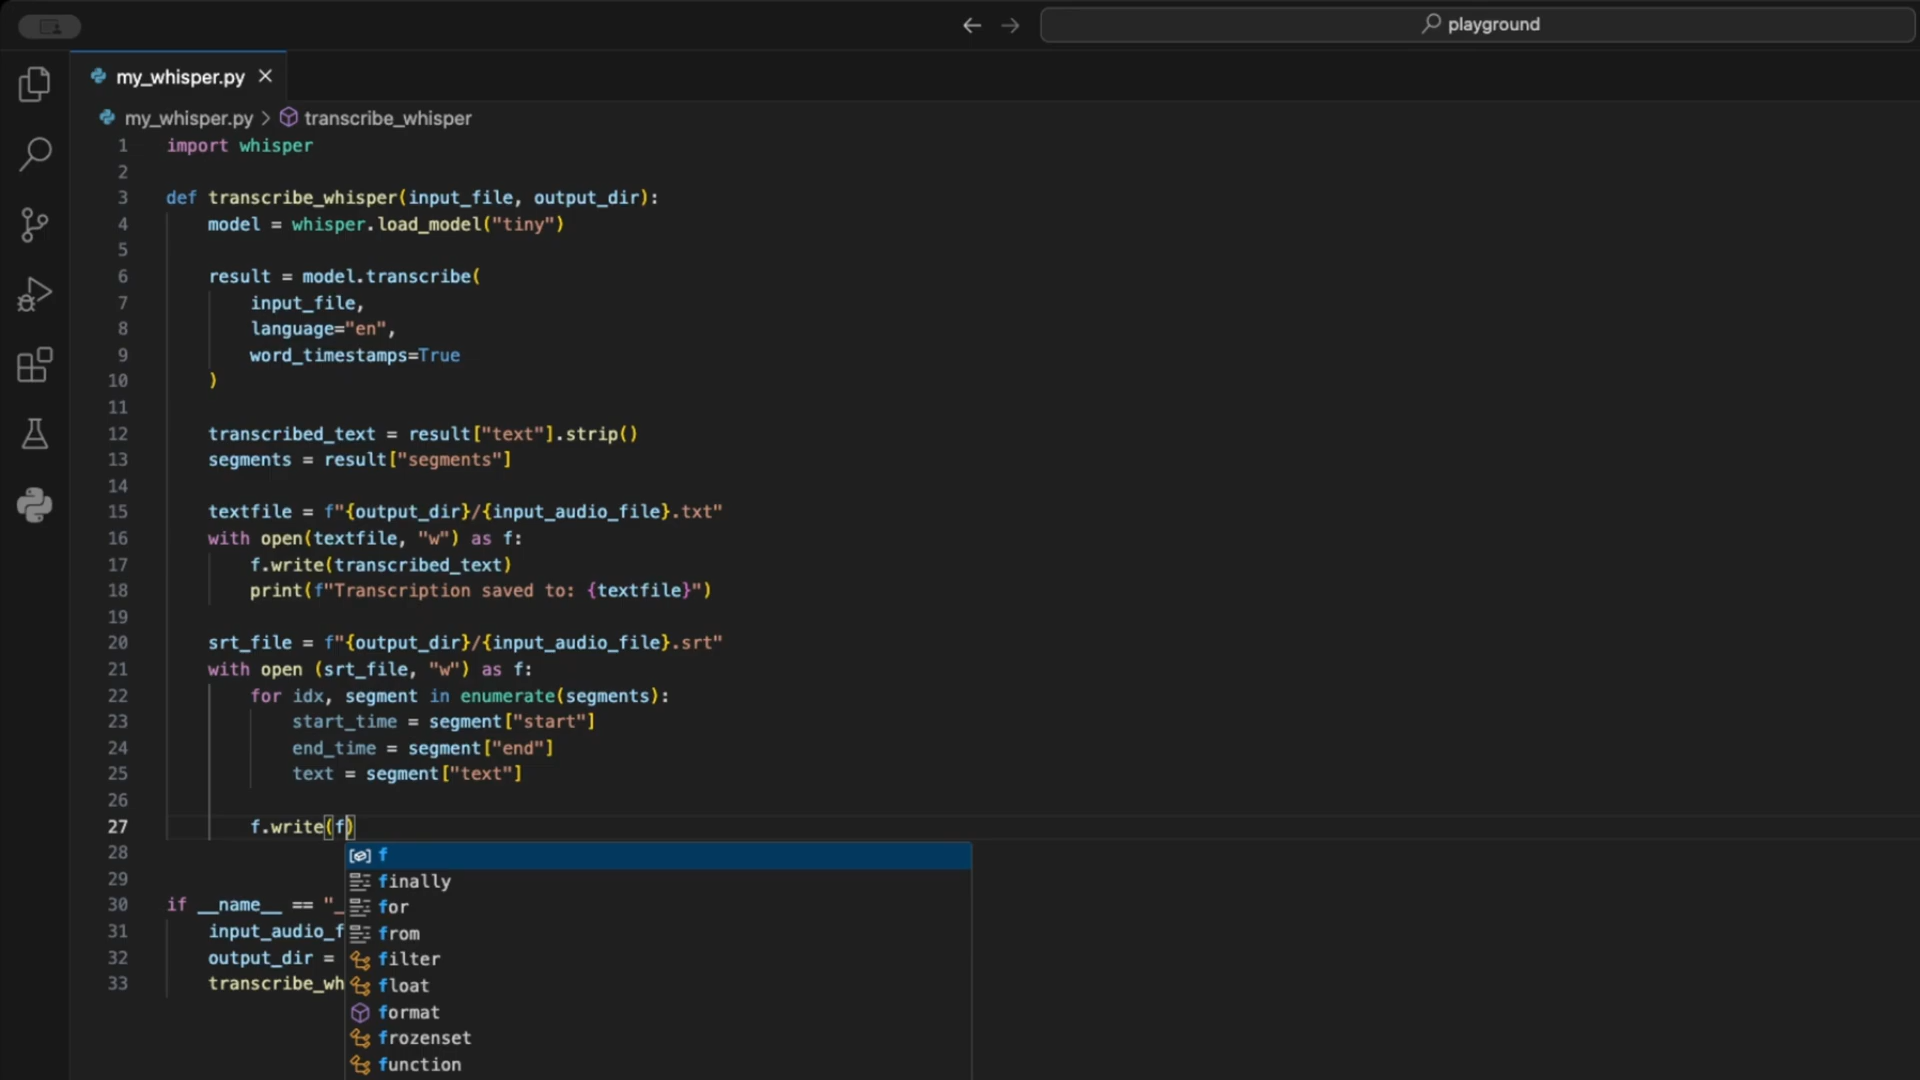 playground
my_whisper.py
my_whisper.py > transcribe_whisper
1 import whisper
2
3 def transcribe_whisper(input_file, output_dir):
4 model = whisper.load_model("tiny")
5
6 result = model.transcribe(
7 input_file,
8 language="en",
9 word_timestamps=True
10 )
11
12 transcribed_text = result["text"].strip()
13 segments = result["segments"]
14
15 textfile = f"{output_dir}/{input_audio_file}.txt"
16 with open(textfile, "w") as f:
17 f.write(transcribed_text)
18 print(f"Transcription saved to: {textfile}")
19
20 srt_file = f"{output_dir}/{input_audio_file}.srt"
21 with open (srt_file, "w") as f:
22 for idx, segment in enumerate(segments):
23 start_time = segment["start"]
24 end_time = segment["end"]
25 text = segment["text"]
26
27 f.write(f)
28 f
29 finally
for
30 if __name__ == "_
31 input_audio_f
from
32 output_dir =
filter
33 transcribe_wh
float
format
frozenset
function